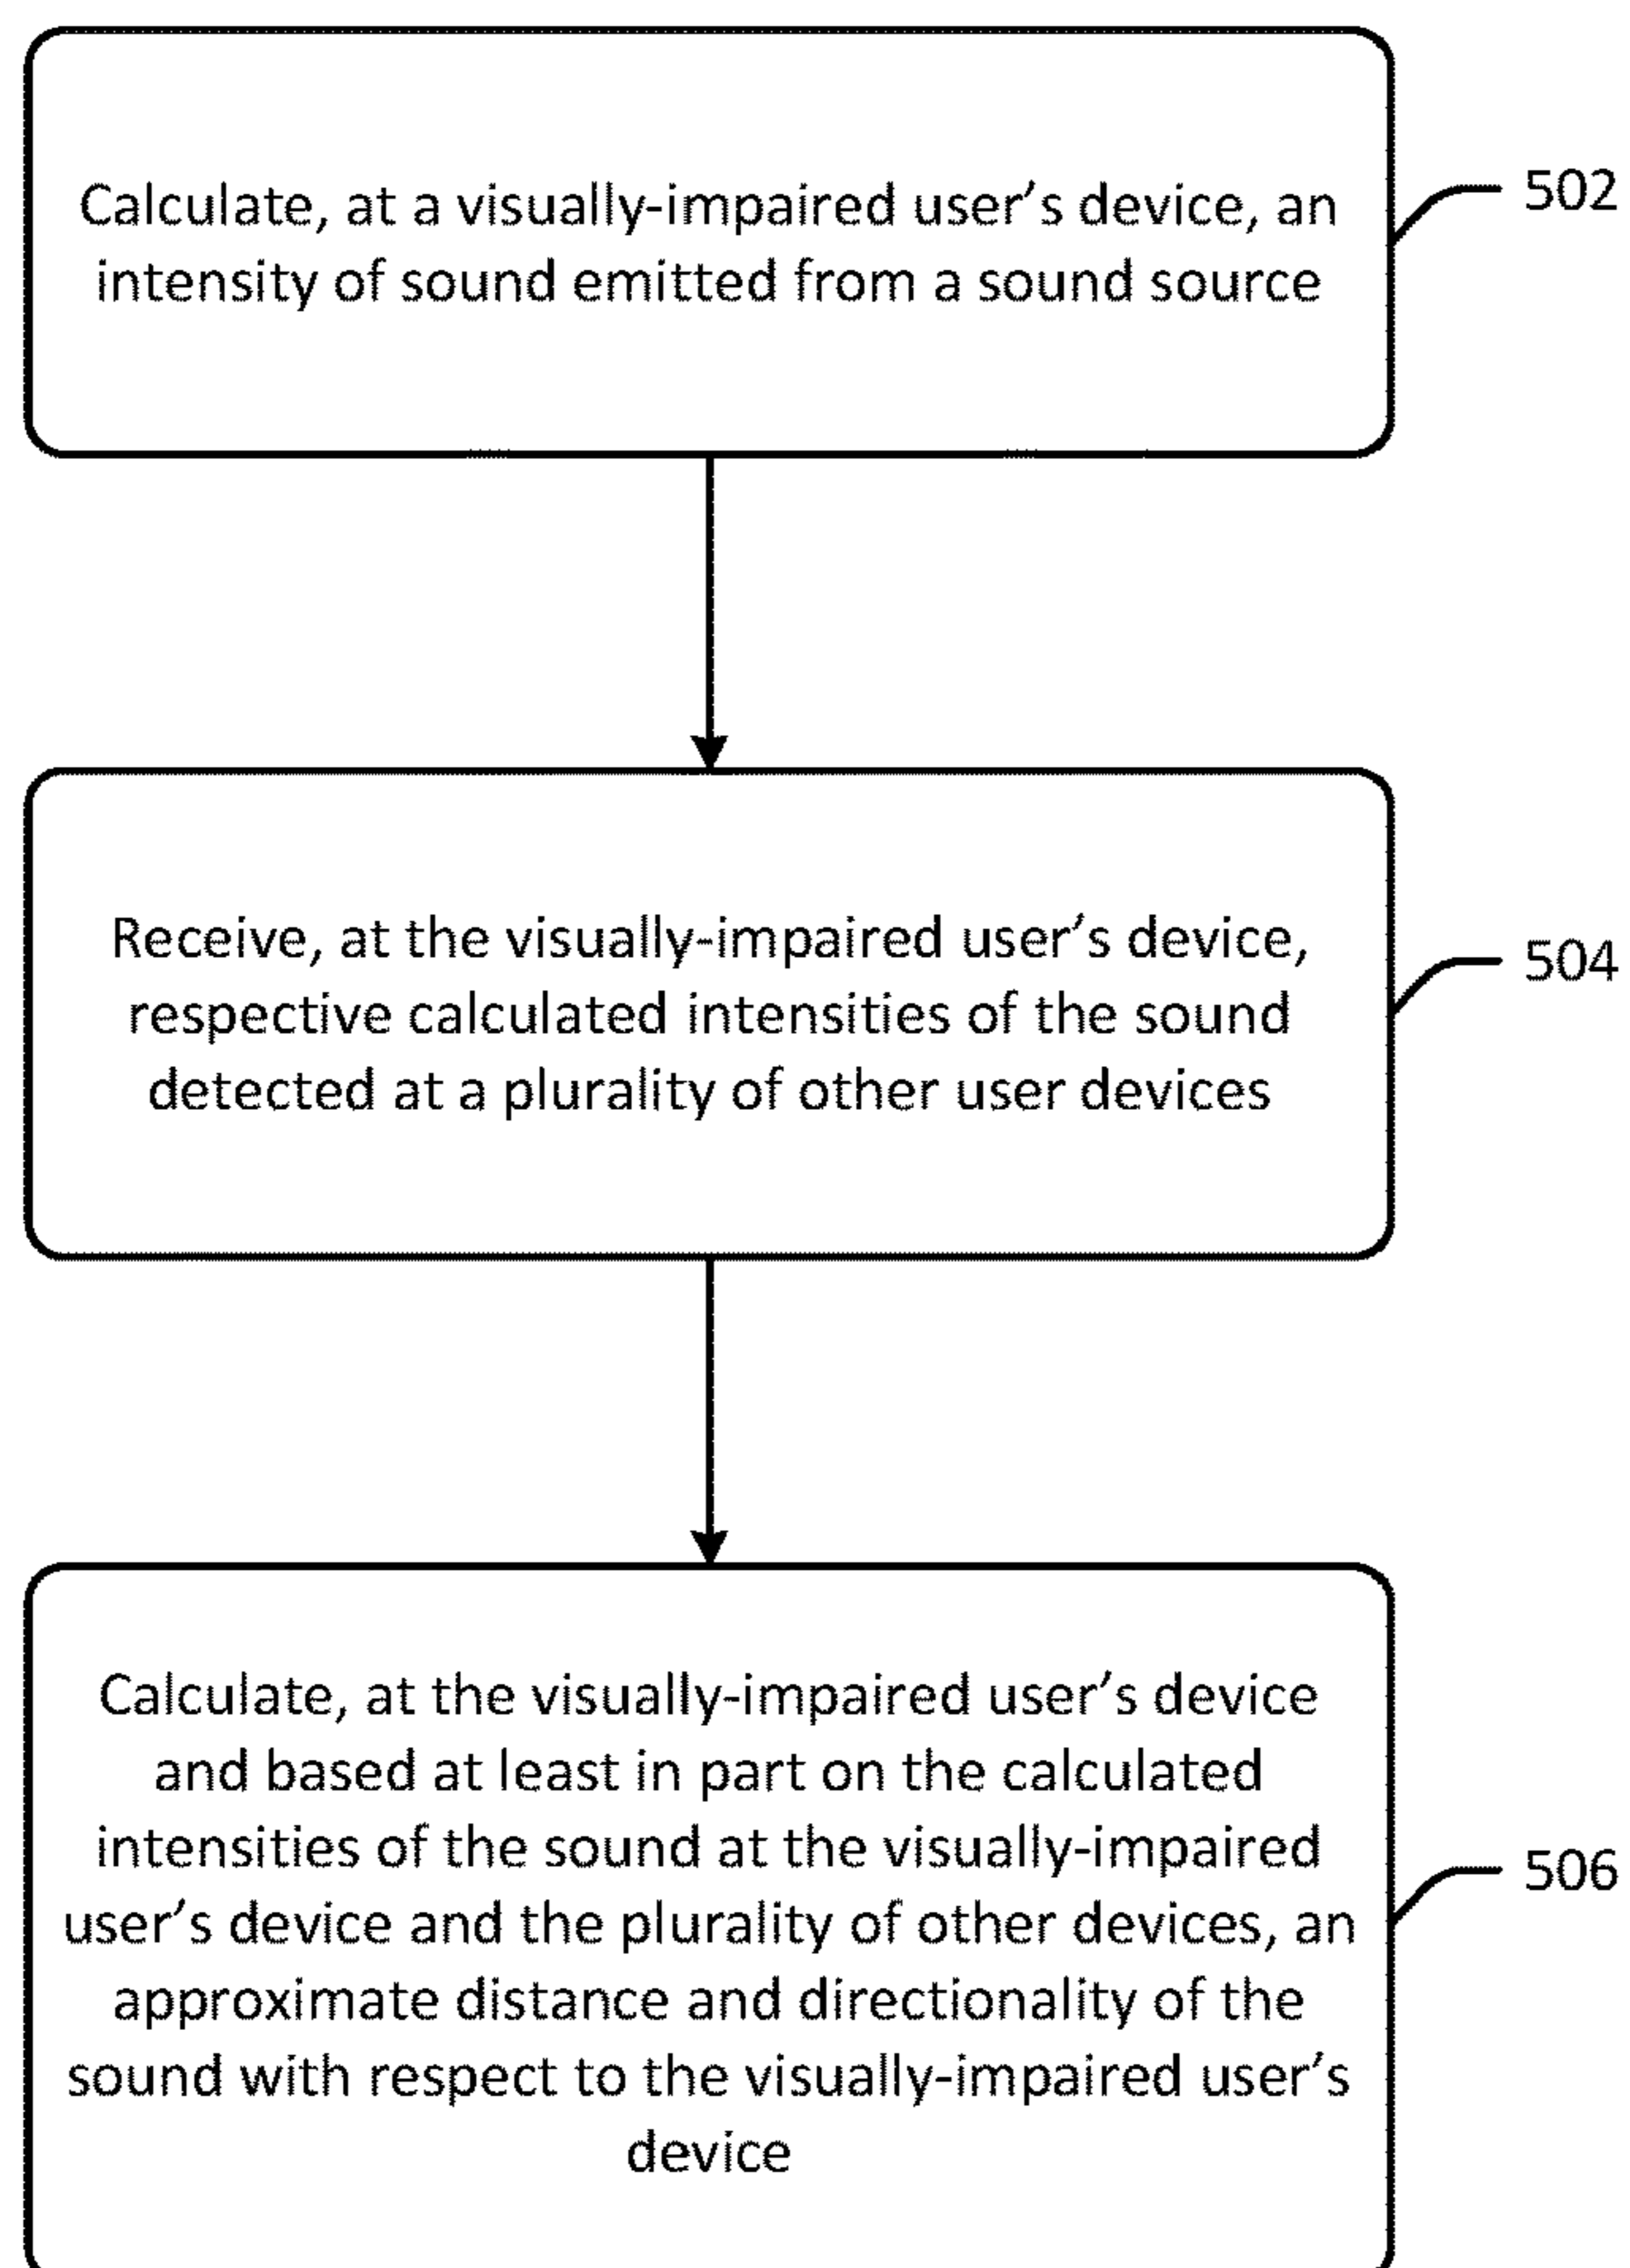 Calculate, at a visually-impaired user's device, an
intensity of sound emitted from a sound source
502
Receive, at the visually-impaired user's device,
respective calculated intensities of the sound
detected at a plurality of other user devices
504
Calculate, at the visually-impaired user's device
and based at least in part on the calculated
intensities of the sound at the visually-impaired
user's device and the plurality of other devices, an
approximate distance and directionality of the
sound with respect to the visually-impaired user's
device
506